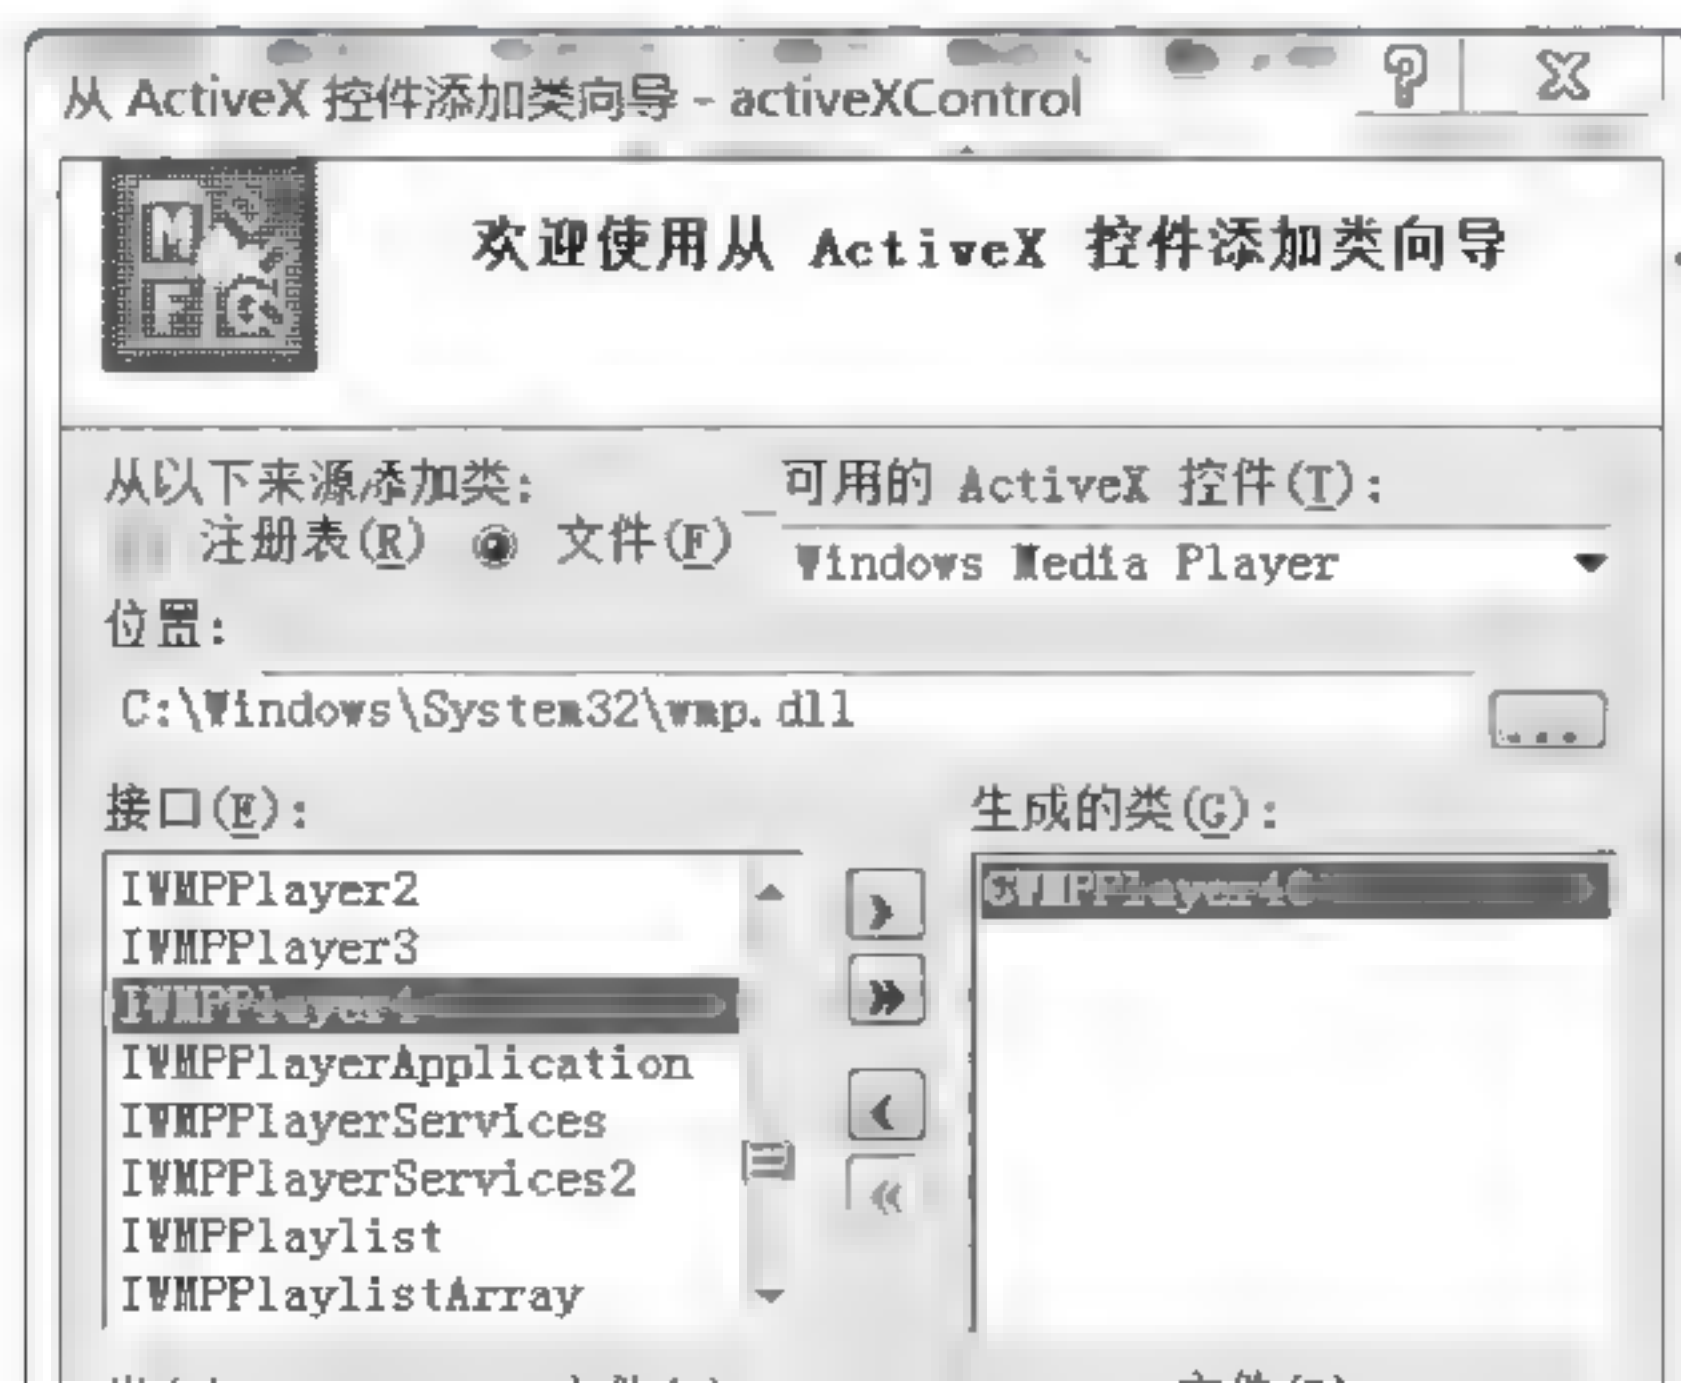 从 ActiveX 控件添加类向导 - activeXControl
欢迎使用从 ActiveX 控件添加类向导
从以下来源添加类:
注册表(R) 文件(F)
可用的 ActiveX 控件(T):
Windows Media Player
位置:
C:\Windows\System32\wmp.dll
...
接口(E):
IWMPPlayer2
IWMPPlayer3
IWMPPlayer4
IWMPPlayerApplication
IWMPPlayerServices
IWMPPlayerServices2
IWMPPlaylist
IWMPPlaylistArray
生成的类(G):